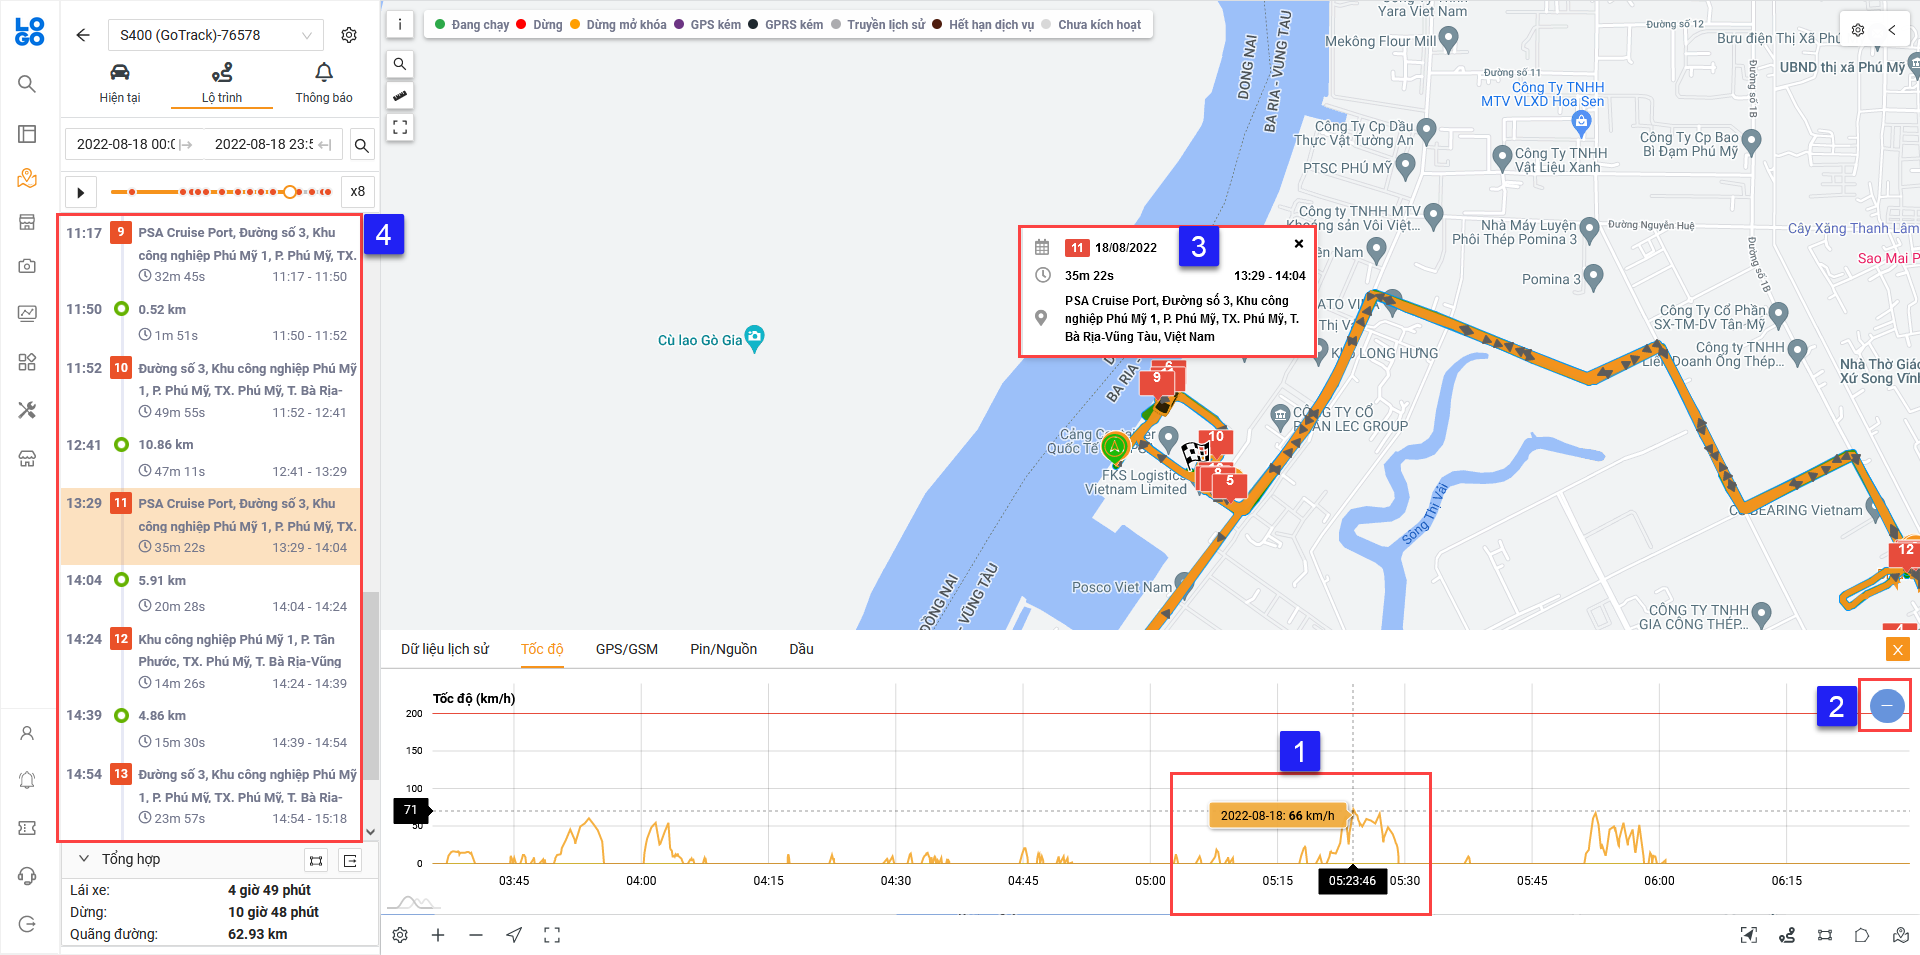 LO
GO
S400 (GoTrack)-76578
Hiện tại
Lộ trình
Thông báo
2022-08-18 00:0
2022-08-18 23:5
x8
4
11:17 9 PSA Cruise Port, Đường số 3, Khu
công nghiệp Phú Mỹ 1, P. Phú Mỹ, TX.
32m 45s 11:17 - 11:50
11:50 0.52 km
1m 51s 11:50 - 11:52
11:52 10 Đường số 3, Khu công nghiệp Phú Mỹ
1, P. Phú Mỹ, TX. Phú Mỹ, T. Bà Rịa-
49m 55s 11:52 - 12:41
12:41 10.86 km
47m 11s 12:41 - 13:29
13:29 11 PSA Cruise Port, Đường số 3, Khu
công nghiệp Phú Mỹ 1, P. Phú Mỹ, TX.
35m 22s 13:29 - 14:04
14:04 5.91 km
20m 28s 14:04 - 14:24
14:24 12 Khu công nghiệp Phú Mỹ 1, P. Tân
Phước, TX. Phú Mỹ, T. Bà Rịa-Vũng
14m 26s 14:24 - 14:39
14:39 4.86 km
15m 30s 14:39 - 14:54
14:54 13 Đường số 3, Khu công nghiệp Phú Mỹ
1, P. Phú Mỹ, TX. Phú Mỹ, T. Bà Rịa-
23m 57s 14:54 - 15:18
Tổng hợp
Lái xe: 4 giờ 49 phút
Dừng: 10 giờ 48 phút
Quãng đường: 62.93 km
i
Đang chạy Dừng Dừng mở khóa GPS kém GPRS kém Truyền lịch sử Hết hạn dịch vụ Chưa kích hoạt
Yara Viet Nam
Đường số 12
Mekông Flour Mill
Bưu điện thị xã Phú
UBND thị xã Phú Mỹ
Đường số 11
DONG NAI
BA RIA - VUNG TAU
Công Ty TNHH
MTV VLXD Hoa Sen
Đường số 1B
Công Ty Cp Dầu
Thực Vật Tường An
Công Ty Cp Bao
Bì Đạm Phú Mỹ
PTSC PHÚ MỸ
Công Ty TNHH
Vật Liệu Xanh
Công ty TNHH MTV
Khoáng sản Vôi Việt...
Nhà Máy Luyện
Phôi Thép Pomina 3
Đường Nguyễn Huệ
Cây Xăng Thanh Lâm
Sao Mai P
Đường số 1B
Pomina 3
3
11 18/08/2022
35m 22s 13:29 - 14:04
PSA Cruise Port, Đường số 3, Khu công
nghiệp Phú Mỹ 1, P. Phú Mỹ, TX. Phú Mỹ, T.
Bà Rịa-Vũng Tàu, Việt Nam
Công Ty Cổ Phần
SX-TM-DV Tân Mỹ
Cù lao Gò Gia
KHO LONG HƯNG
Công ty TNHH
Liên Doanh Ống Thép...
Nhà Thờ Giáo
Xứ Song Vĩnh
BA RIA -
6
9
CÔNG TY CỔ
PHẦN LEC GROUP
Cảng Container
Quốc Tế
10
8
5
FKS Logistics
Vietnam Limited
Sông Thị Vải
BEARING Vietnam
12
Posco Viet Nam
ĐỒNG NAI
- VŨNG TÀU
CÔNG TY TNHH
GIA CÔNG THÉP...
4
Dữ liệu lịch sử Tốc độ GPS/GSM Pin/Nguồn Dầu X
Tốc độ (km/h)
2
1
200
150
100
71
50
0
2022-08-18: 66 km/h
03:45 04:00 04:15 04:30 04:45 05:00 05:15 05:23:46 05:30 05:45 06:00 06:15